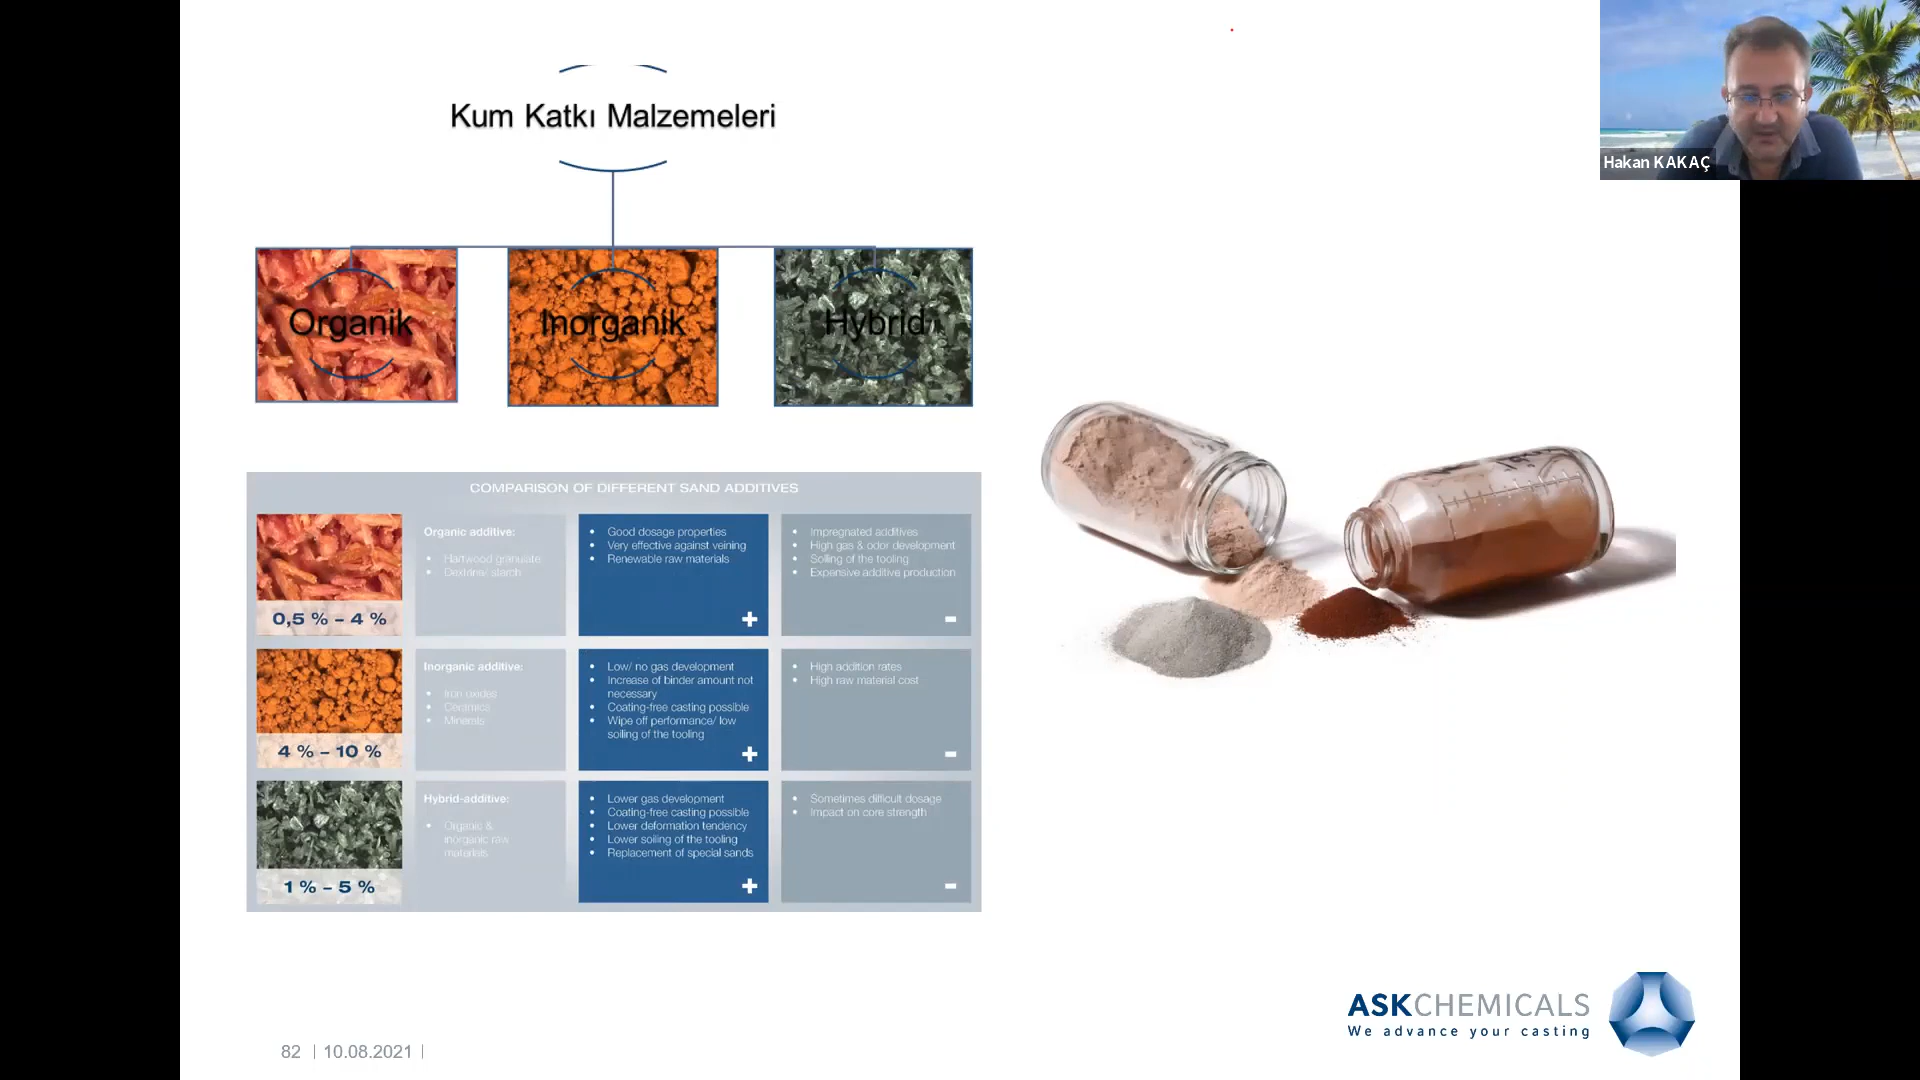 Hakan KAKAÇ
Kum Katkı Malzemeleri
Organik
Inorganik
Hybrid
COMPARISON OF DIFFERENT SAND ADDITIVES
Organic additive:
• Hartwood granulate
• Dextrine/ starch
0,5 % – 4 %
• Good dosage properties
• Very effective against veining
• Renewable raw materials
+
• Impregnated additives
• High gas & odor development
• Soiling of the tooling
• Expensive additive production
-
Inorganic additive:
• Iron oxides
• Ceramics
• Minerals
4 % – 10 %
• Low/ no gas development
• Increase of binder amount not
necessary
• Coating-free casting possible
• Wipe off performance/ low
soiling of the tooling
+
• High addition rates
• High raw material cost
-
Hybrid-additive:
• Organic &
inorganic raw
materials
1 % – 5 %
• Lower gas development
• Coating-free casting possible
• Lower deformation tendency
• Lower soiling of the tooling
• Replacement of special sands
+
• Sometimes difficult dosage
• Impact on core strength
-
ASKCHEMICALS
We advance your casting
82 | 10.08.2021 |